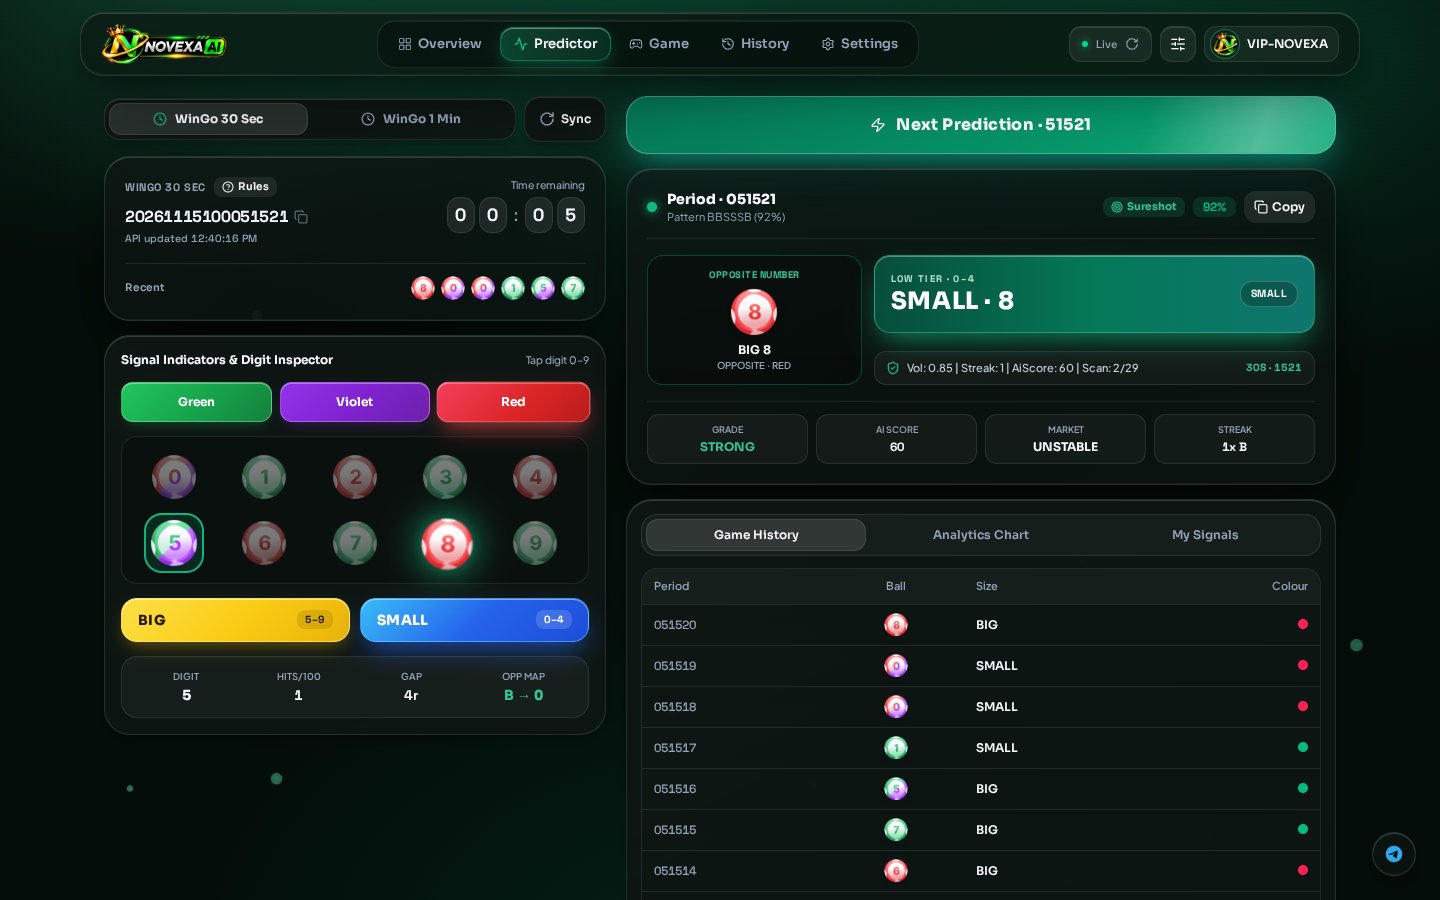 NOVEXA AI
Overview
Predictor
Game
History
Settings
Live
VIP-NOVEXA
WinGo 30 Sec
WinGo 1 Min
Sync
WINGO 30 SEC
Rules
20261115100051521
API updated 12:40:16 PM
Time remaining
0 0 : 0 5
Recent
8 0 0 1 5 7
Signal Indicators & Digit Inspector
Tap digit 0–9
Green
Violet
Red
0 1 2 3 4
5 6 7 8 9
BIG 5–9
SMALL 0–4
DIGIT
5
HITS/100
1
GAP
4r
OPP MAP
B → 0
Next Prediction · 51521
Period · 051521
Pattern BBSSSB (92%)
Sureshot
92%
Copy
OPPOSITE NUMBER
8
BIG 8
OPPOSITE · RED
LOW TIER · 0–4
SMALL · 8
SMALL
Vol: 0.85 | Streak: 1 | AiScore: 60 | Scan: 2/29
30S · 1521
GRADE
STRONG
AI SCORE
60
MARKET
UNSTABLE
STREAK
1x B
Game History
Analytics Chart
My Signals
Period Ball Size Colour
051520 8 BIG
051519 0 SMALL
051518 0 SMALL
051517 1 SMALL
051516 5 BIG
051515 7 BIG
051514 6 BIG